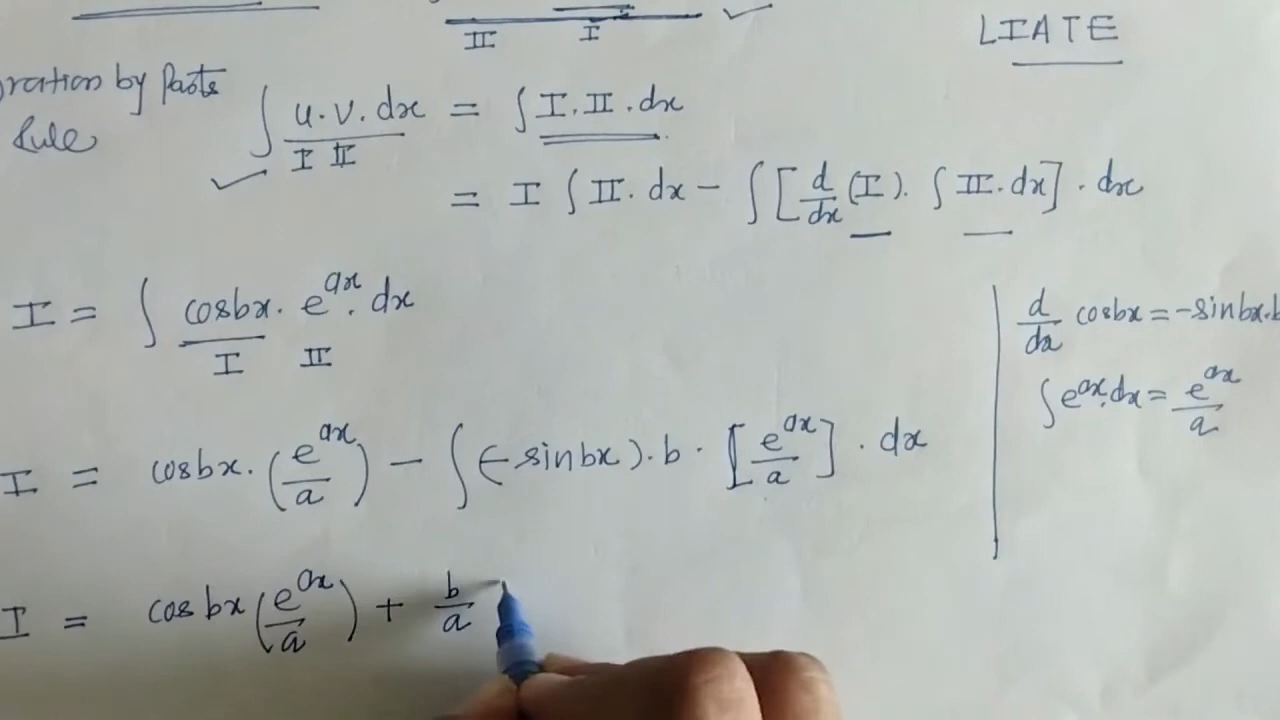 II I
LIATE
ration by Parts
Rule
∫ u.v.dx = ∫ I.II.dx
I II
= I ∫ II.dx - ∫ [d/dx (I). ∫ II.dx].dx
I = ∫ cosbx. e^ax. dx
I II
d/dx cosbx = -sinbx.b
∫ e^ax.dx = e^ax/a
I = cosbx. (e^ax/a) - ∫ (-sinbx).b. [e^ax/a] . dx
I = cosbx (e^ax/a) + b/a